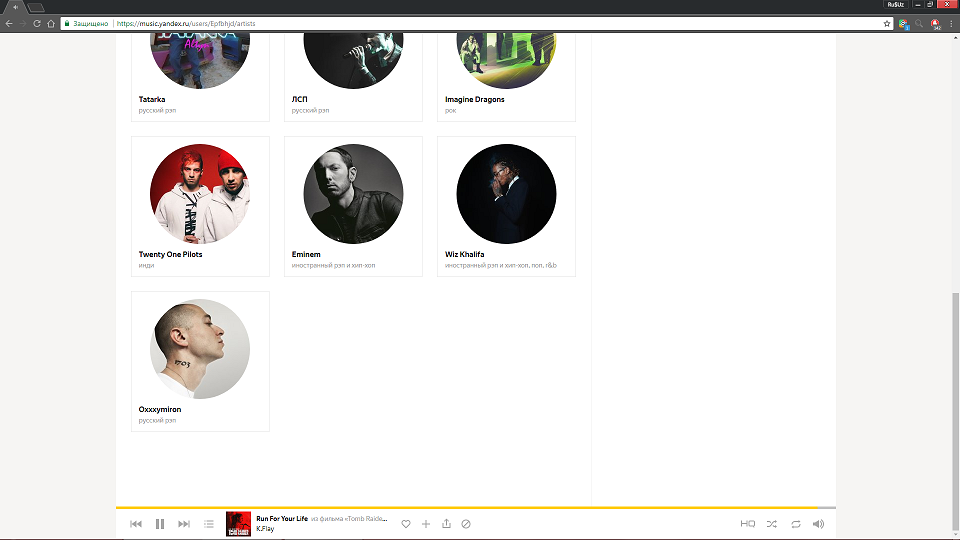 RuSUz
Защищено
https://music.yandex.ru/users/Epfbhjd/artists
Tatarka
русский рэп
ЛСП
русский рэп
Imagine Dragons
рок
Twenty One Pilots
инди
Eminem
иностранный рэп и хип-хоп
Wiz Khalifa
иностранный рэп и хип-хоп, поп, r&b
1703
Oxxxymiron
русский рэп
Run For Your Life из фильма «Tomb Raide...
K.Flay
HQ